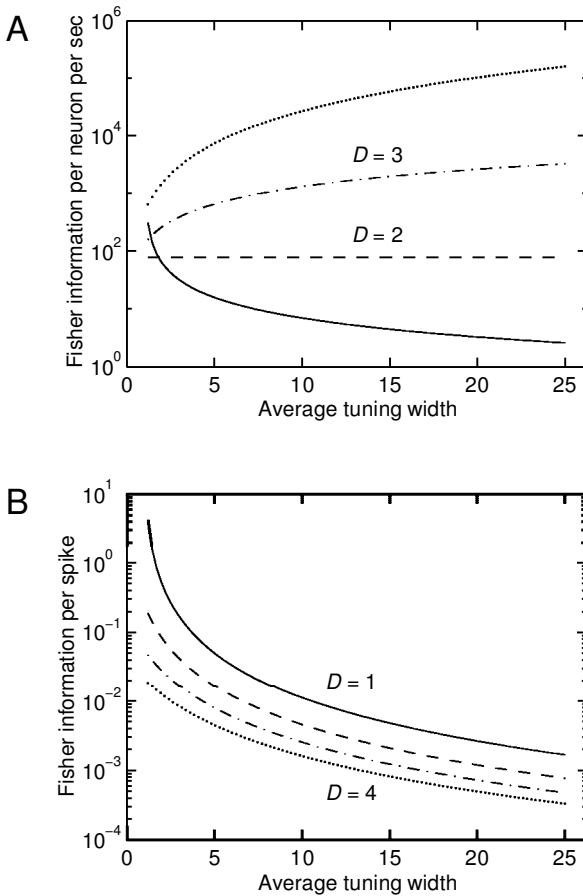 A
Fisher information per neuron per sec
10^6
10^4
10^2
10^0
D = 3
D = 2
0 5 10 15 20 25
Average tuning width
B
Fisher information per spike
10^1
10^0
10^−1
10^−2
10^−3
10^−4
D = 1
D = 4
0 5 10 15 20 25
Average tuning width